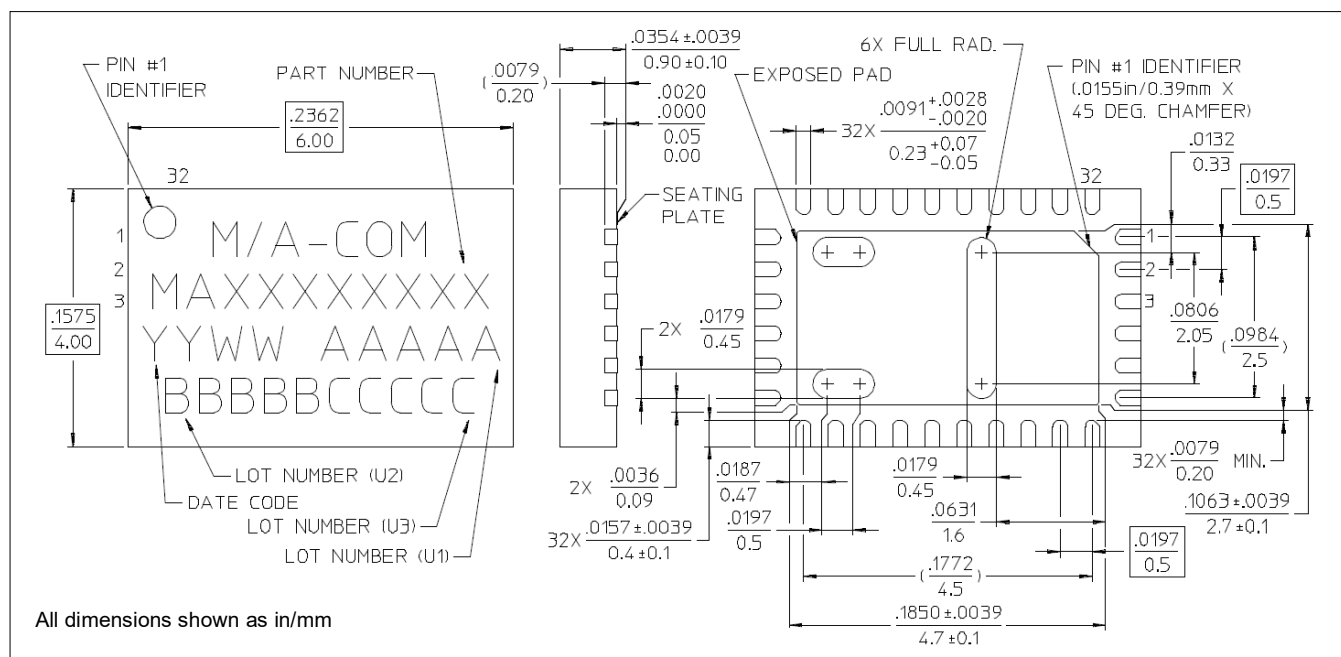 PIN #1
IDENTIFIER
PART NUMBER
.2362
6.00
32
1
2
3
.1575
4.00
M/A-COM
MAXXXXXXXXX
YYWW AAAAA
BBBBBCCCCC
LOT NUMBER (U2)
DATE CODE
LOT NUMBER (U3)
LOT NUMBER (U1)
.0354±.0039
0.90±0.10
(.0079
0.20)
.0020
.0000
0.05
0.00
SEATING
PLATE
EXPOSED PAD
6X FULL RAD.
PIN #1 IDENTIFIER
(.0155in/0.39mm X
45 DEG. CHAMFER)
32X .0091+.0028
-.0020
0.23+0.07
-0.05
.0132
0.33
.0197
0.5
32
1
2
3
2X .0179
0.45
.0806
2.05
(.0984
2.5)
2X .0036
0.09
.0187
0.47
.0179
0.45
32X .0079 MIN.
0.20
32X .0157±.0039
0.4±0.1
.0197
0.5
.0631
1.6
.1063±.0039
2.7±0.1
.0197
0.5
(.1772
4.5)
.1850±.0039
4.7±0.1
All dimensions shown as in/mm